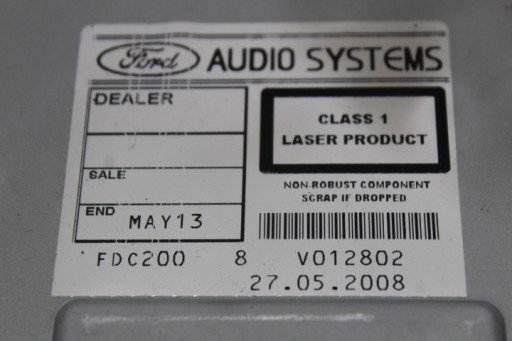 Ford AUDIO SYSTEMS
DEALER
CLASS 1
LASER PRODUCT
SALE
NON-ROBUST COMPONENT
SCRAP IF DROPPED
END MAY13
FDC200 8 V012802
27.05.2008